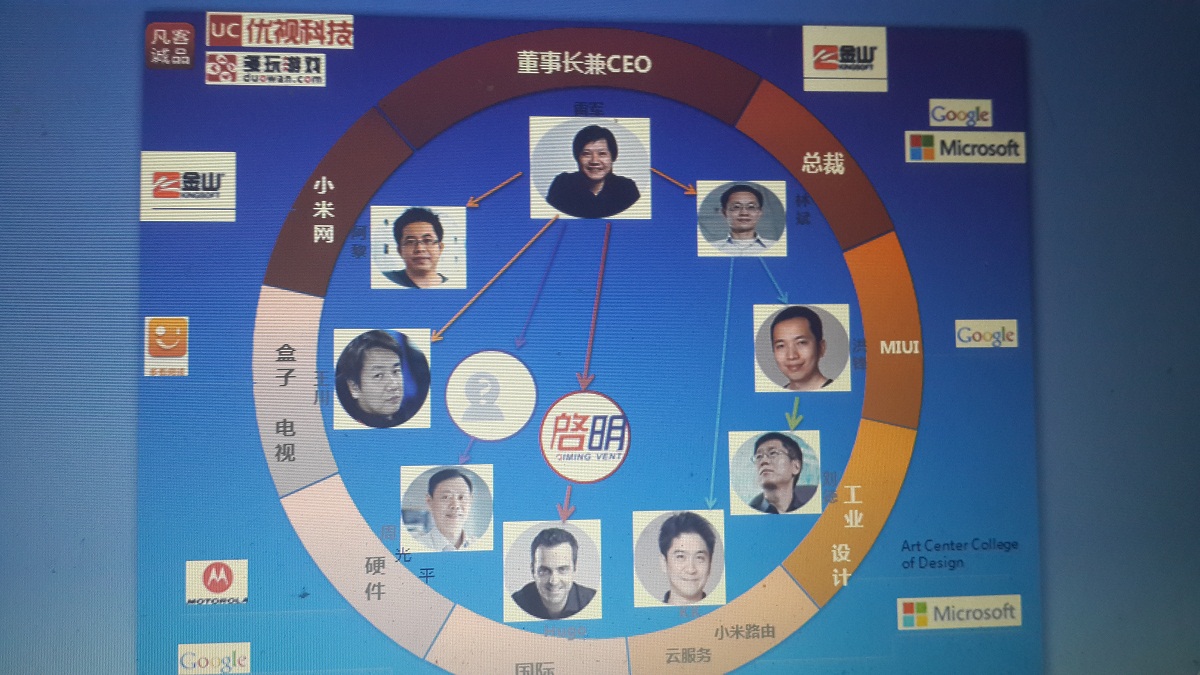 凡客
诚品
UC优视科技
多玩游戏
duowan.com
董事长兼CEO
金山
KINGSOFT
雷军
Google
Microsoft
总裁
林斌
金山
KINGSOFT
小米网
阿黎
MIUI
洪锋
Google
盒子 电视
王川
?
启明
QIMING VENT
工业设计
刘
Art Center College
of Design
Microsoft
硬件
周光平
MOTOROLA
Google
小米路由
云服务
国际